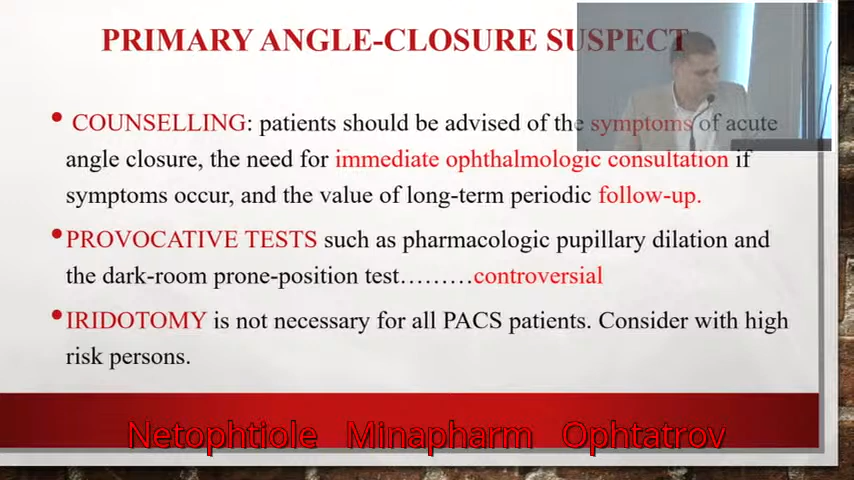 PRIMARY ANGLE-CLOSURE SUSPECT
• COUNSELLING: patients should be advised of the symptoms of acute
angle closure, the need for immediate ophthalmologic consultation if
symptoms occur, and the value of long-term periodic follow-up.
•PROVOCATIVE TESTS such as pharmacologic pupillary dilation and
the dark-room prone-position test………controversial
•IRIDOTOMY is not necessary for all PACS patients. Consider with high
risk persons.
Netophtiole Minapharm Ophtatrov